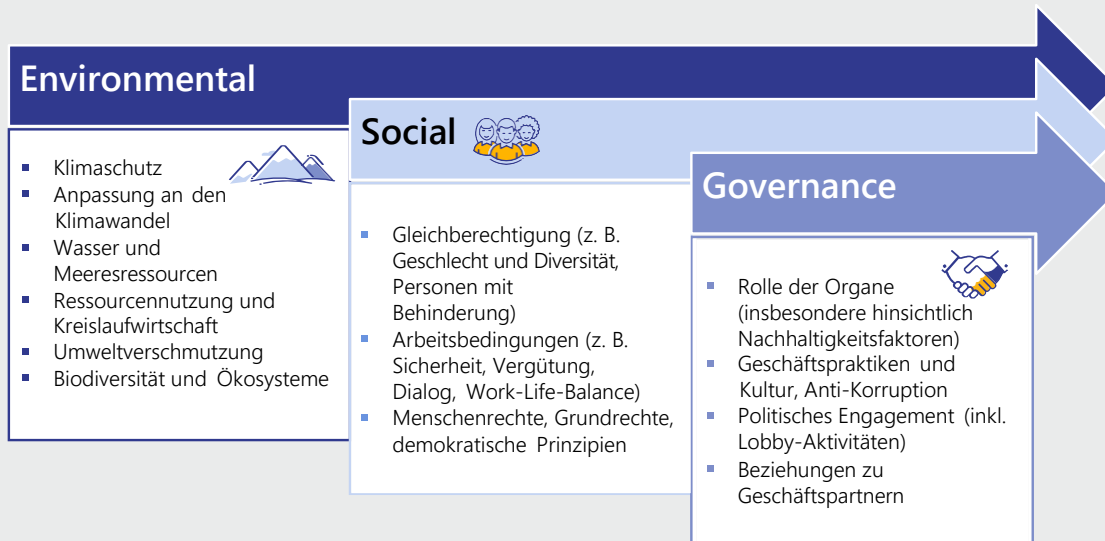 Environmental
▪ Klimaschutz
▪ Anpassung an den
Klimawandel
▪ Wasser und
Meeresressourcen
▪ Ressourcennutzung und
Kreislaufwirtschaft
▪ Umweltverschmutzung
▪ Biodiversität und Ökosysteme
Social
▪ Gleichberechtigung (z. B.
Geschlecht und Diversität,
Personen mit
Behinderung)
▪ Arbeitsbedingungen (z. B.
Sicherheit, Vergütung,
Dialog, Work-Life-Balance)
▪ Menschenrechte, Grundrechte,
demokratische Prinzipien
Governance
▪ Rolle der Organe
(insbesondere hinsichtlich
Nachhaltigkeitsfaktoren)
▪ Geschäftspraktiken und
Kultur, Anti-Korruption
▪ Politisches Engagement (inkl.
Lobby-Aktivitäten)
▪ Beziehungen zu
Geschäftspartnern